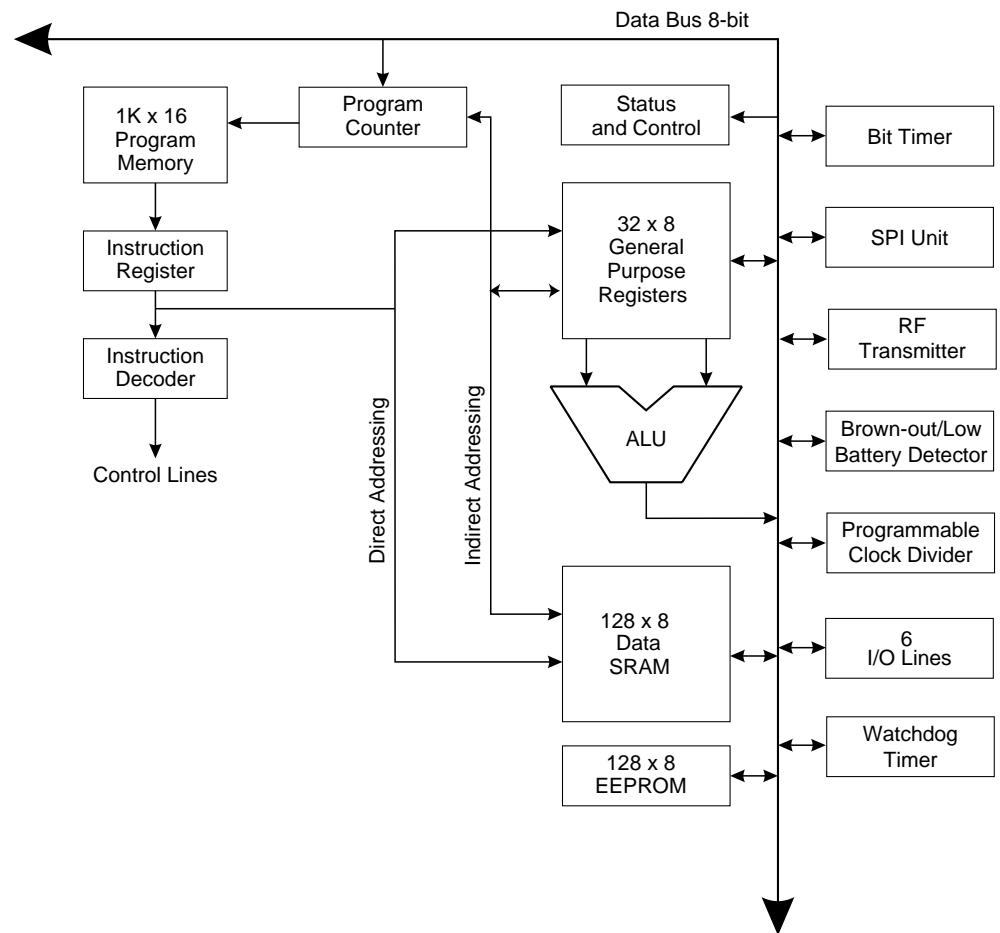 Data Bus 8-bit
1K x 16
Program
Memory
Program
Counter
Status
and Control
Bit Timer
Instruction
Register
32 x 8
General
Purpose
Registers
SPI Unit
Instruction
Decoder
RF
Transmitter
Control Lines
Direct Addressing
Indirect Addressing
ALU
Brown-out/Low
Battery Detector
Programmable
Clock Divider
128 x 8
Data
SRAM
6
I/O Lines
128 x 8
EEPROM
Watchdog
Timer